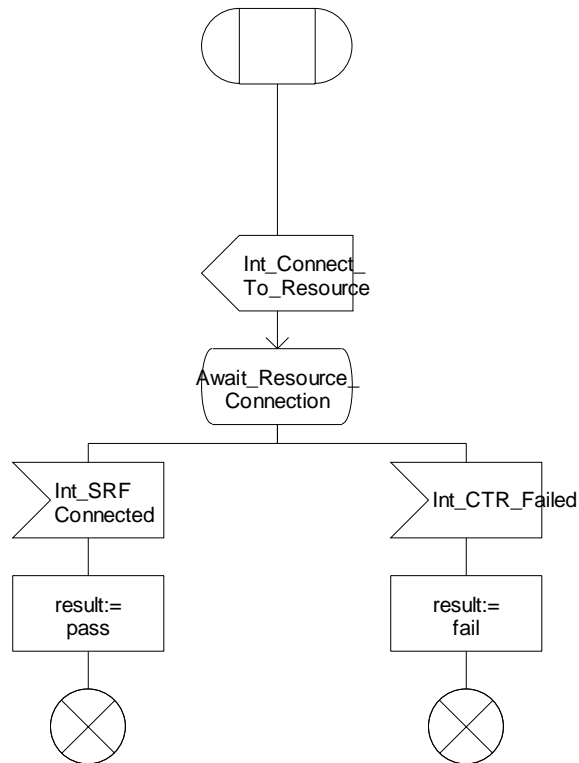 Int_Connect_
To_Resource
Await_Resource_
Connection
Int_SRF
Connected
Int_CTR_Failed
result:=
pass
result:=
fail